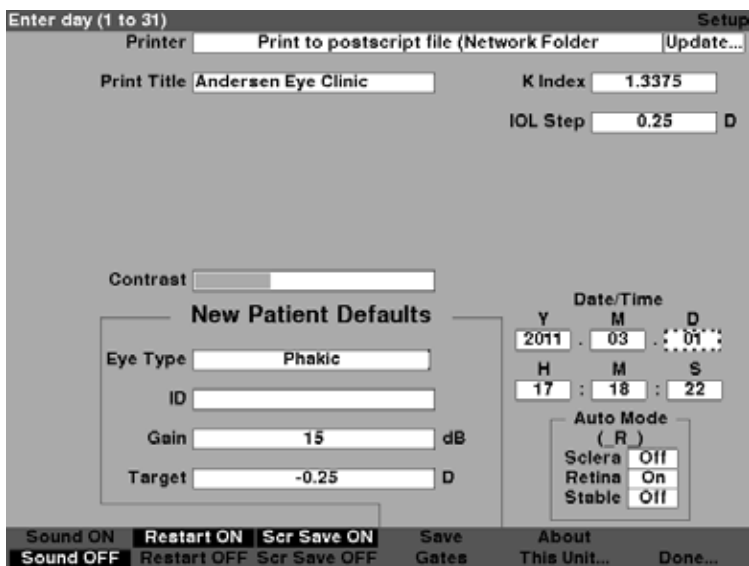 Enter day (1 to 31) Setup
Printer Print to postscript file (Network Folder Update...
Print Title Andersen Eye Clinic K Index 1.3375
IOL Step 0.25 D
Contrast
Date/Time
New Patient Defaults
Y M D
2011 . 03 . 01
Eye Type Phakic
H M S
17 : 18 : 22
ID
Auto Mode
(_R_)
Gain 15 dB
Sclera Off
Target -0.25 D
Retina On
Stable Off
Sound ON Restart ON Scr Save ON Save About
Sound OFF Restart OFF Scr Save OFF Gates This Unit... Done...